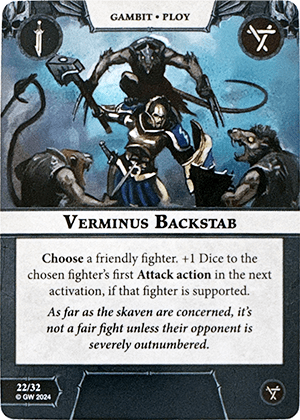 GAMBIT • PLOY
VERMINUS BACKSTAB
Choose a friendly fighter. +1 Dice to the
chosen fighter's first Attack action in the next
activation, if that fighter is supported.
As far as the skaven are concerned, it's
not a fair fight unless their opponent is
severely outnumbered.
22/32
© GW 2024